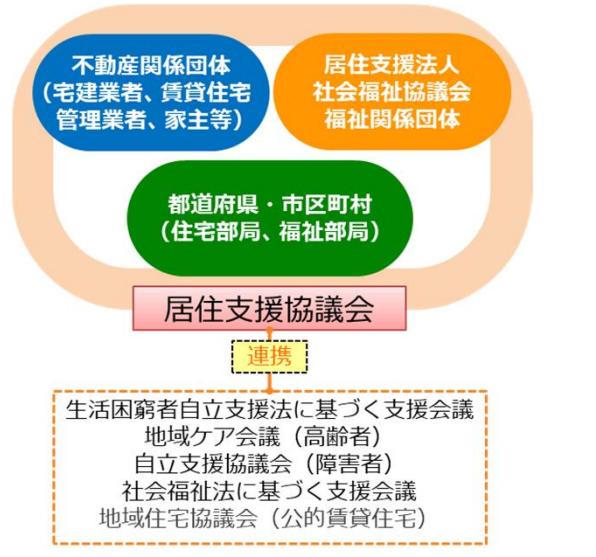 不動産関係団体
（宅建業者、賃貸住宅
管理業者、家主等）
居住支援法人
社会福祉協議会
福祉関係団体
都道府県・市区町村
（住宅部局、福祉部局）
居住支援協議会
連携
生活困窮者自立支援法に基づく支援会議
地域ケア会議（高齢者）
自立支援協議会（障害者）
社会福祉法に基づく支援会議
地域住宅協議会（公的賃貸住宅）